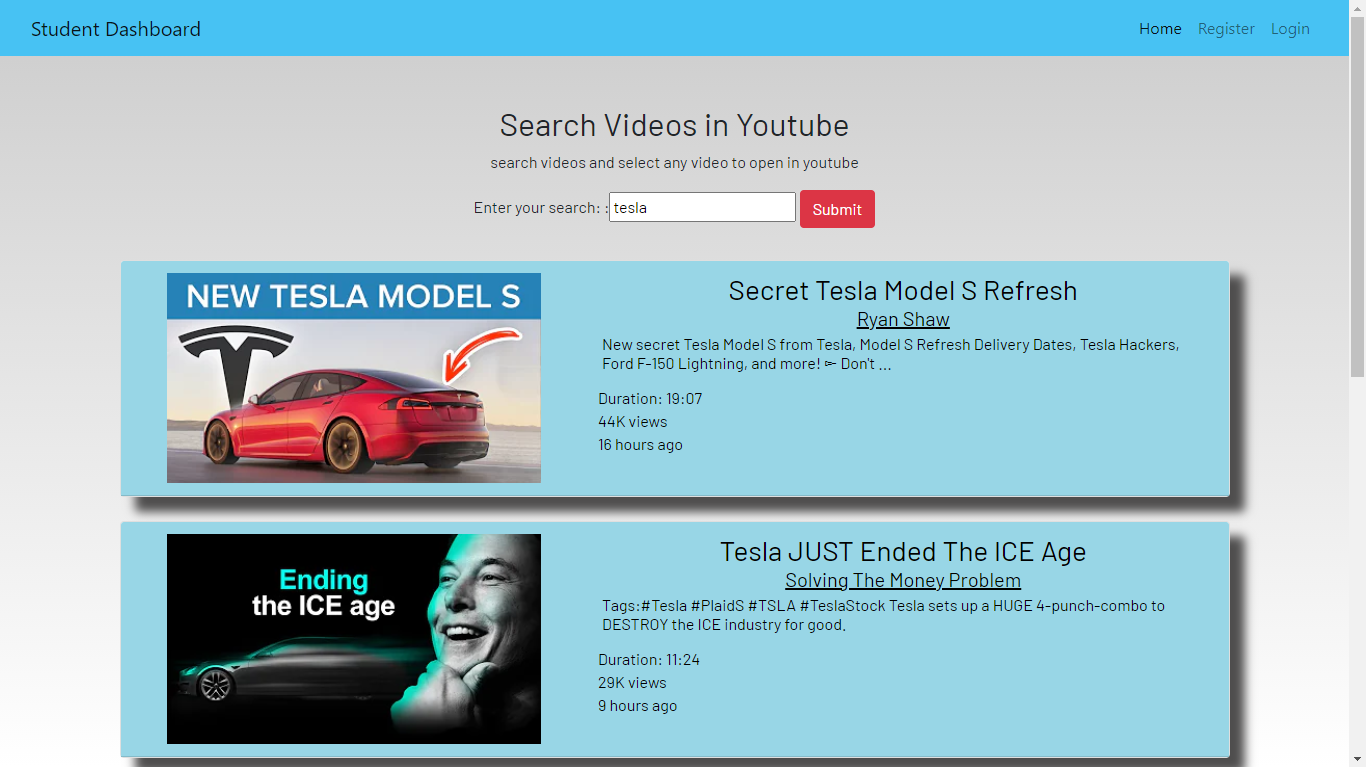 Student Dashboard
Home Register Login
Search Videos in Youtube
search videos and select any video to open in youtube
Enter your search: :tesla Submit
NEW TESLA MODEL S
Secret Tesla Model S Refresh
Ryan Shaw
New secret Tesla Model S from Tesla, Model S Refresh Delivery Dates, Tesla Hackers,
Ford F-150 Lightning, and more! ➣ Don't ...
Duration: 19:07
44K views
16 hours ago
Ending
the ICE age
Tesla JUST Ended The ICE Age
Solving The Money Problem
Tags:#Tesla #PlaidS #TSLA #TeslaStock Tesla sets up a HUGE 4-punch-combo to
DESTROY the ICE industry for good.
Duration: 11:24
29K views
9 hours ago